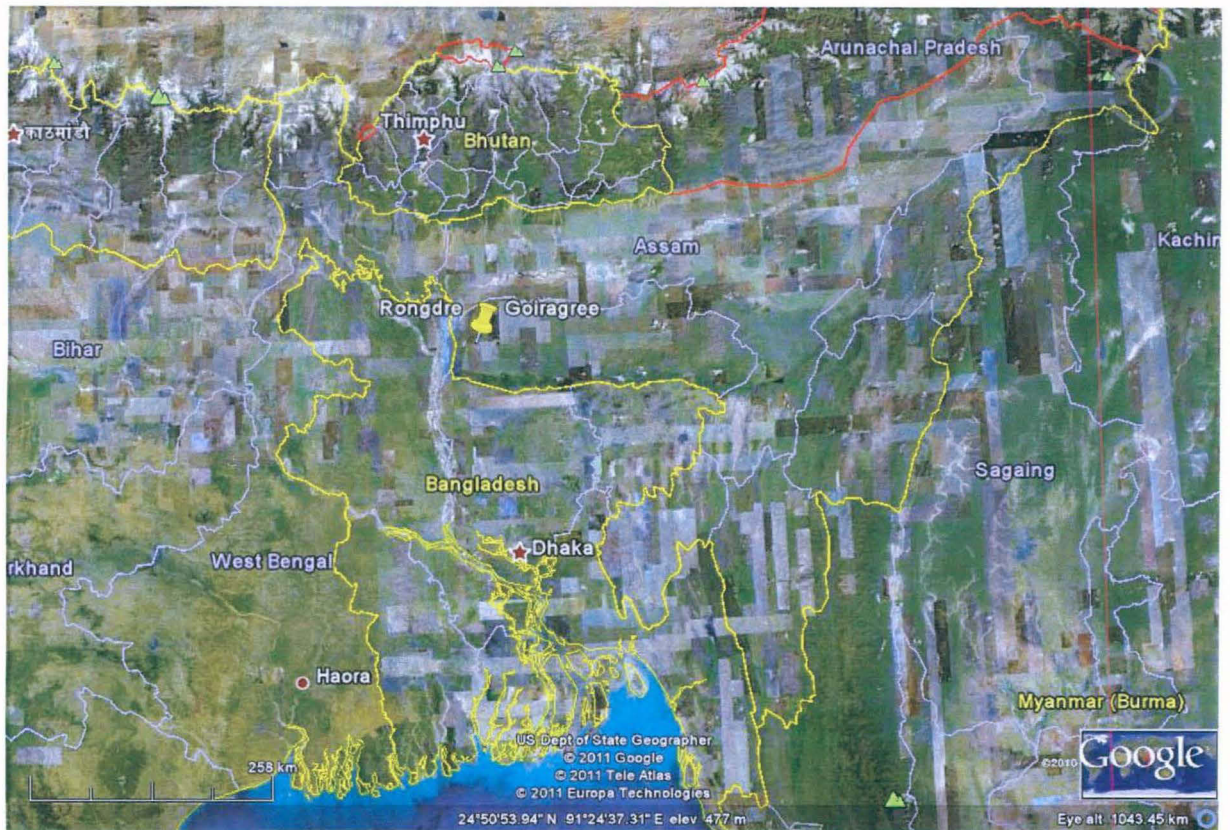 Arunachal Pradesh
N
काठमांडौ
Thimphu
Bhutan
Assam
Kachin
Rongdre
Goiragree
Bihar
Bangladesh
Sagaing
Dhaka
West Bengal
rkhand
Haora
Myanmar (Burma)
US Dept of State Geographer
© 2011 Google
© 2011 Tele Atlas
© 2011 Europa Technologies
258 km
©2010 Google
24°50'53.94" N 91°24'37.31" E elev 477 m
Eye alt 1043.45 km